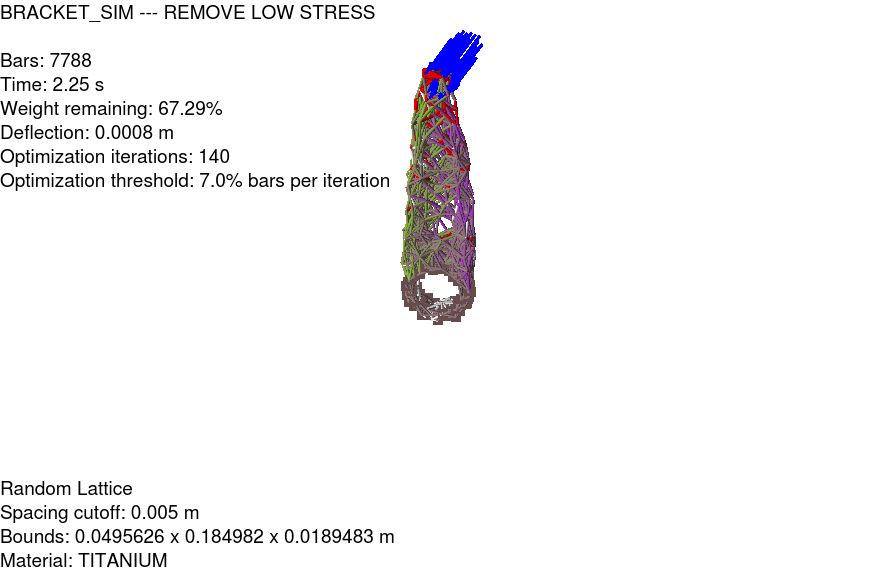 BRACKET_SIM --- REMOVE LOW STRESS
Bars: 7788
Time: 2.25 s
Weight remaining: 67.29%
Deflection: 0.0008 m
Optimization iterations: 140
Optimization threshold: 7.0% bars per iteration
Random Lattice
Spacing cutoff: 0.005 m
Bounds: 0.0495626 x 0.184982 x 0.0189483 m
Material: TITANIUM